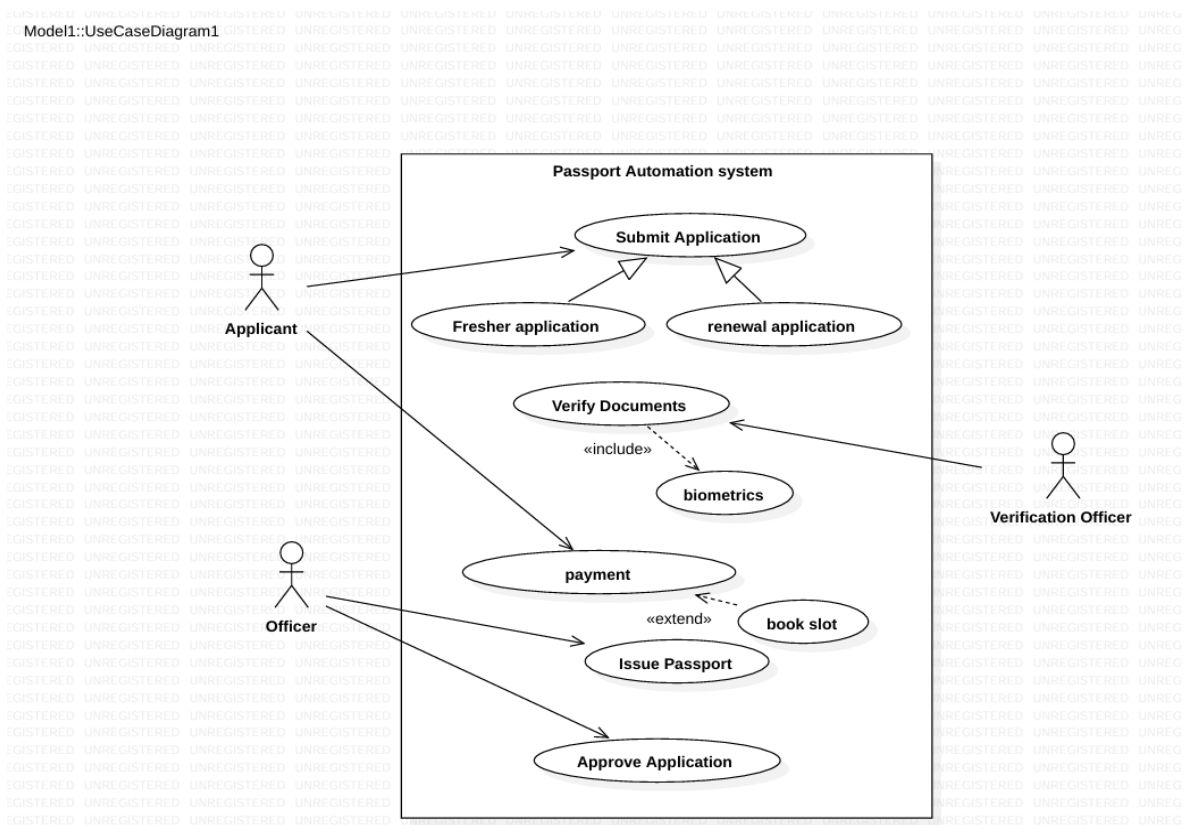 Model1::UseCaseDiagram1
Passport Automation system
Submit Application
Fresher application
renewal application
Applicant
Verify Documents
«include»
biometrics
Verification Officer
payment
«extend»
book slot
Officer
Issue Passport
Approve Application
UNREGISTERED